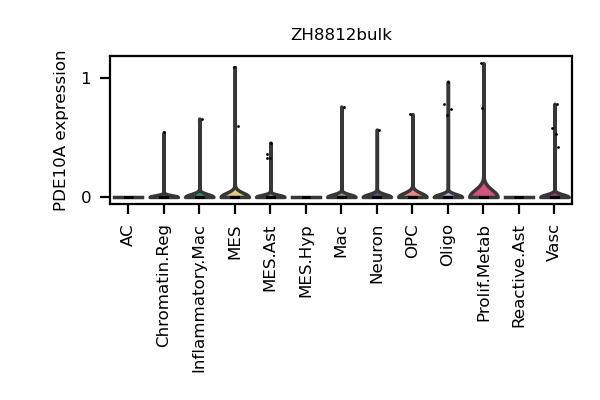 ZH8812bulk
PDE10A expression
1
0
AC
Chromatin.Reg
Inflammatory.Mac
MES
MES.Ast
MES.Hyp
Mac
Neuron
OPC
Oligo
Prolif.Metab
Reactive.Ast
Vasc